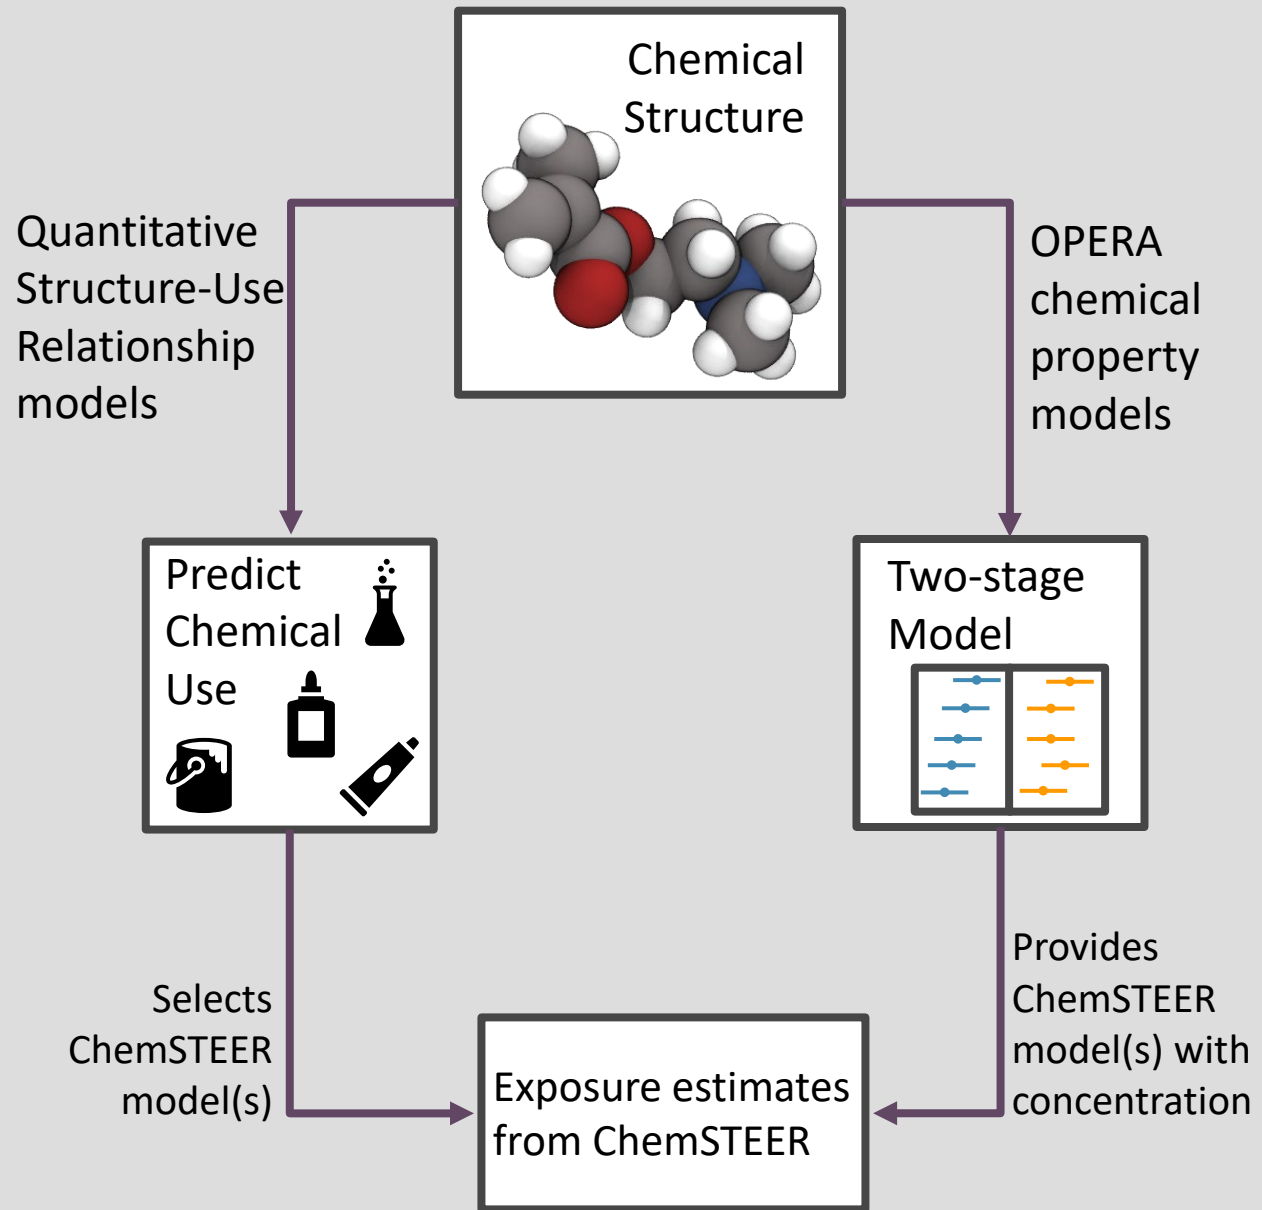 Chemical
Structure
Quantitative
Structure-Use
Relationship
models
OPERA
chemical
property
models
Predict
Chemical
Use
Two-stage
Model
Selects
ChemSTEER
model(s)
Provides
ChemSTEER
model(s) with
concentration
Exposure estimates
from ChemSTEER